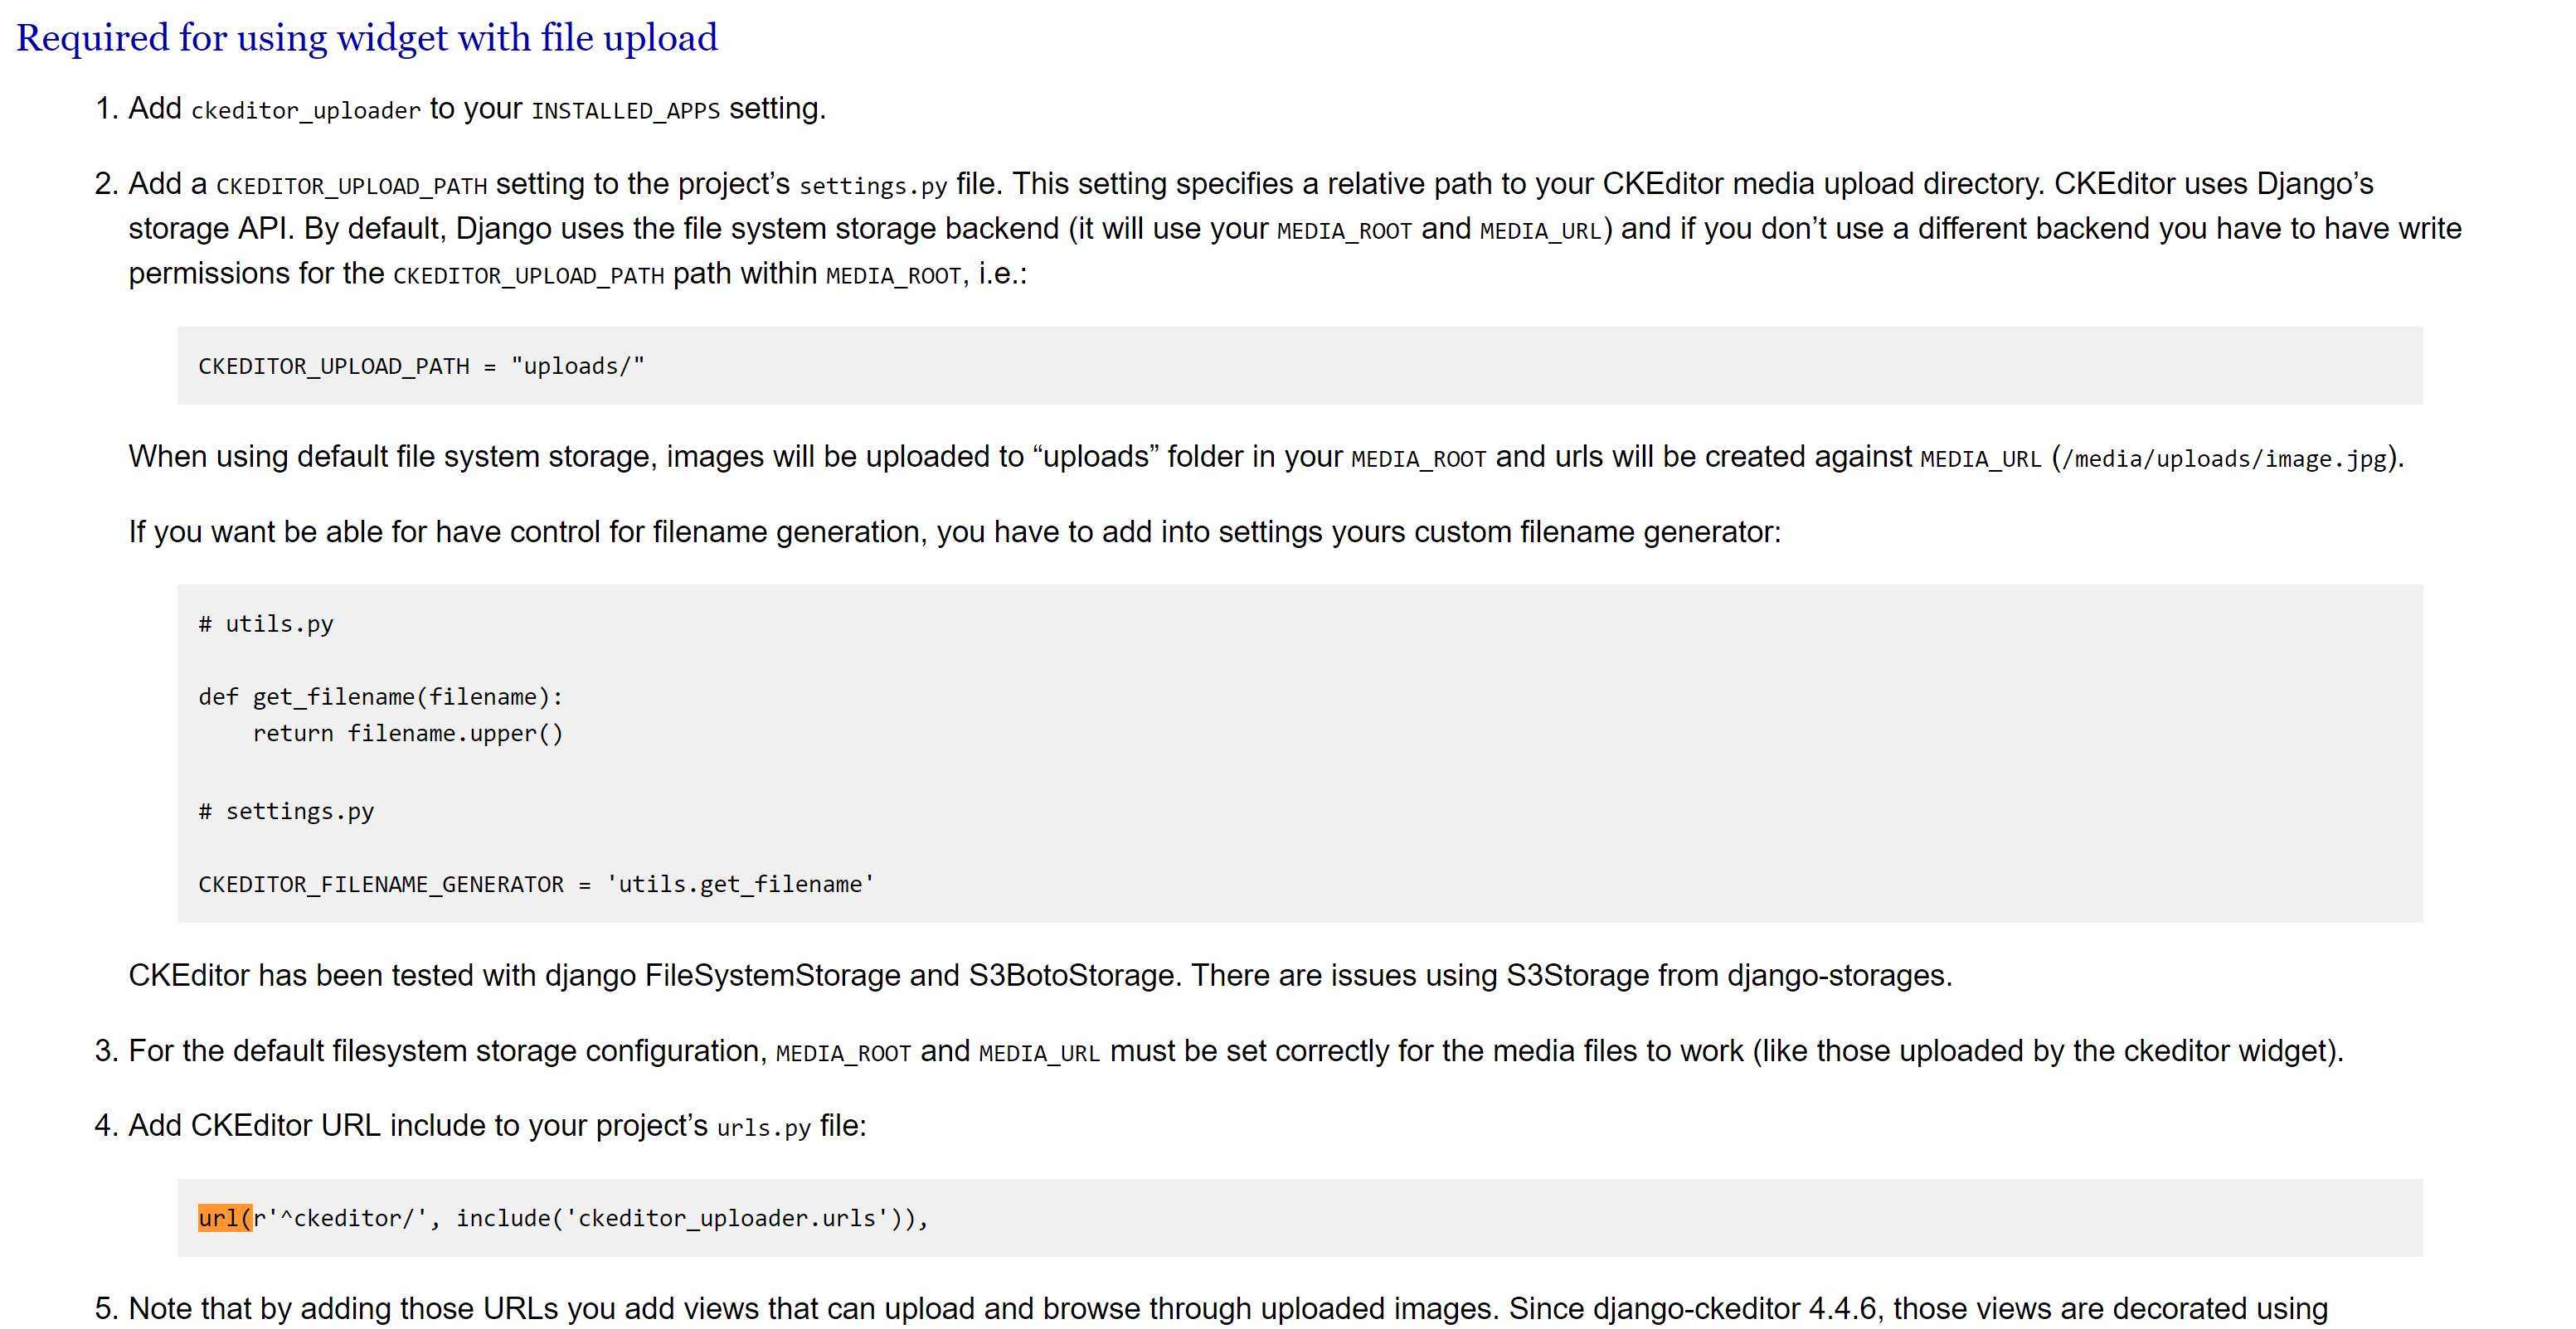 Required for using widget with file upload
1. Add ckeditor_uploader to your INSTALLED_APPS setting.
2. Add a CKEDITOR_UPLOAD_PATH setting to the project’s settings.py file. This setting specifies a relative path to your CKEditor media upload directory. CKEditor uses Django’s
storage API. By default, Django uses the file system storage backend (it will use your MEDIA_ROOT and MEDIA_URL) and if you don’t use a different backend you have to have write
permissions for the CKEDITOR_UPLOAD_PATH path within MEDIA_ROOT, i.e.:
CKEDITOR_UPLOAD_PATH = "uploads/"
When using default file system storage, images will be uploaded to “uploads” folder in your MEDIA_ROOT and urls will be created against MEDIA_URL (/media/uploads/image.jpg).
If you want be able for have control for filename generation, you have to add into settings yours custom filename generator:
# utils.py
def get_filename(filename):
    return filename.upper()
# settings.py
CKEDITOR_FILENAME_GENERATOR = 'utils.get_filename'
CKEditor has been tested with django FileSystemStorage and S3BotoStorage. There are issues using S3Storage from django-storages.
3. For the default filesystem storage configuration, MEDIA_ROOT and MEDIA_URL must be set correctly for the media files to work (like those uploaded by the ckeditor widget).
4. Add CKEditor URL include to your project’s urls.py file:
url(r'^ckeditor/', include('ckeditor_uploader.urls')),
5. Note that by adding those URLs you add views that can upload and browse through uploaded images. Since django-ckeditor 4.4.6, those views are decorated using